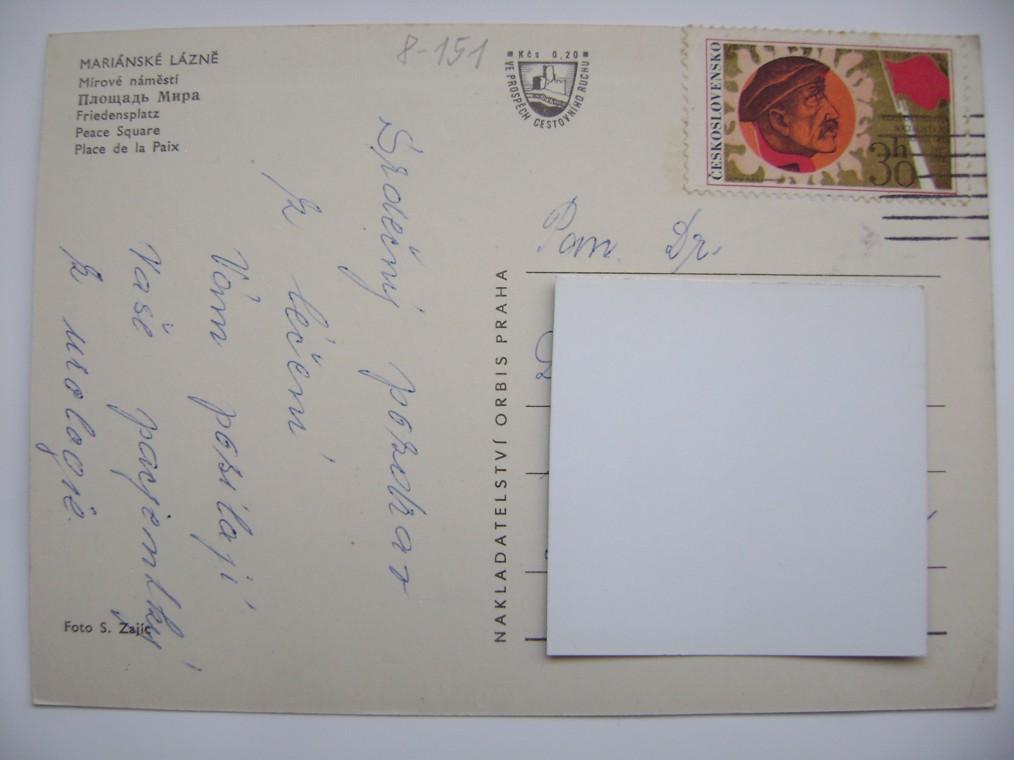 MARIÁNSKÉ LÁZNĚ
Mírové náměstí
Площадь Мира
Friedensplatz
Peace Square
Place de la Paix
8-151
Kčs 0,20
VE PROSPĚCH CESTOVNÍHO RUCHU
ČESKOSLOVENSKO
30h
Srdečný pozdrav
z léčení
Vám posílají
Vaše pacientky
z urologie.
Pan Dr.
NAKLADATELSTVÍ ORBIS PRAHA
Foto S. Zajíc